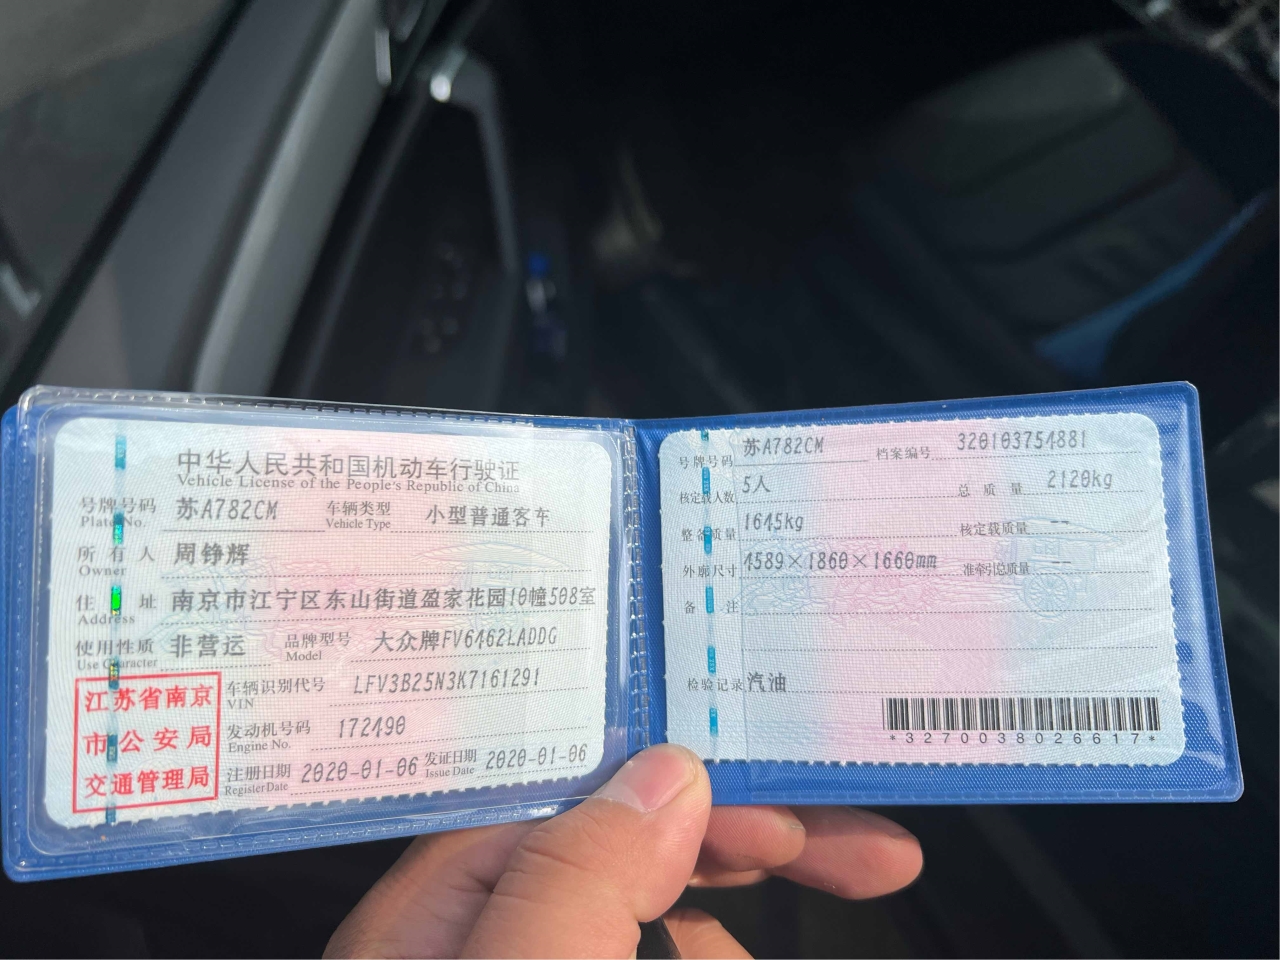 中华人民共和国机动车行驶证
Vehicle License of the People's Republic of China
号牌号码 苏A782CM 车辆类型 小型普通客车
Plate No. Vehicle Type
所有人 周铮辉
Owner
住址 南京市江宁区东山街道盈家花园10幢508室
Address
使用性质 非营运 品牌型号 大众牌FV6462LADDG
Use Character Model
江苏省南京
市公安局
交通管理局
车辆识别代号 LFV3B25N3K7161291
VIN
发动机号码 172490
Engine No.
注册日期 2020-01-06 发证日期 2020-01-06
Register Date Issue Date
号牌号码 苏A782CM 档案编号 320103754881
核定载人数 5人 总质量 2120kg
整备质量 1645kg 核定载质量 --
外廓尺寸 4589×1860×1660mm 准牵引总质量 --
备注
检验记录 汽油
*3270038026617*